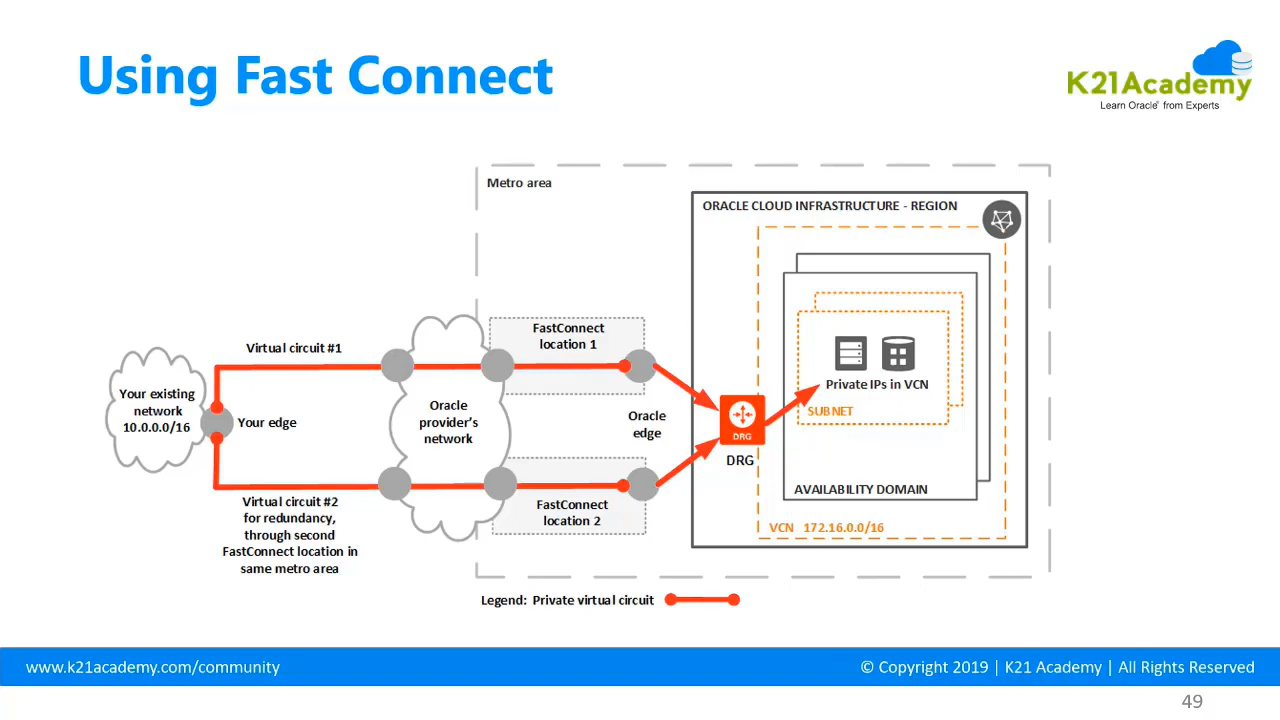 Using Fast Connect
K21Academy
Learn Oracle® from Experts
Metro area
ORACLE CLOUD INFRASTRUCTURE - REGION
FastConnect
location 1
Virtual circuit #1
Your existing
network
10.0.0.0/16
Your edge
Oracle
provider's
network
Oracle
edge
Private IPs in VCN
SUBNET
DRG
DRG
AVAILABILITY DOMAIN
VCN 172.16.0.0/16
FastConnect
location 2
Virtual circuit #2
for redundancy,
through second
FastConnect location in
same metro area
Legend: Private virtual circuit
www.k21academy.com/community
© Copyright 2019 | K21 Academy | All Rights Reserved
49